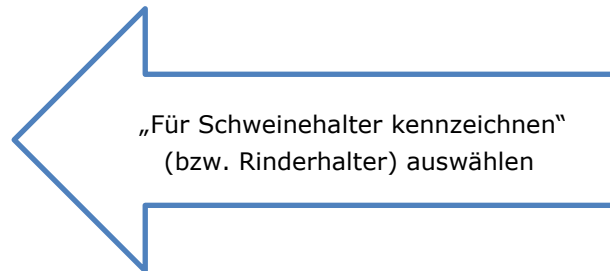 „Für Schweinehalter kennzeichnen“
(bzw. Rinderhalter) auswählen